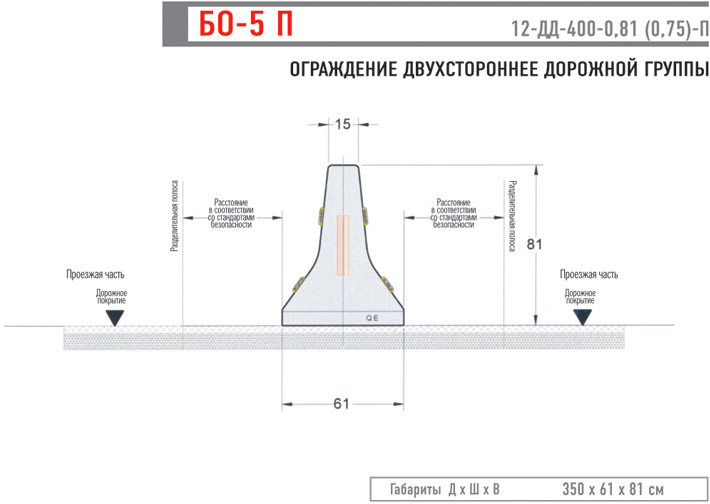 БО-5 П
12-ДД-400-0,81 (0,75)-П
ОГРАЖДЕНИЕ ДВУХСТОРОННЕЕ ДОРОЖНОЙ ГРУППЫ
15
Разделительная полоса
Расстояние
в соответствии
со стандартами
безопасности
Расстояние
в соответствии
со стандартами
безопасности
Разделительная полоса
81
Проезжая часть
Дорожное
покрытие
Проезжая часть
Дорожное
покрытие
QE
61
Габариты Д х Ш х В 350 х 61 х 81 см